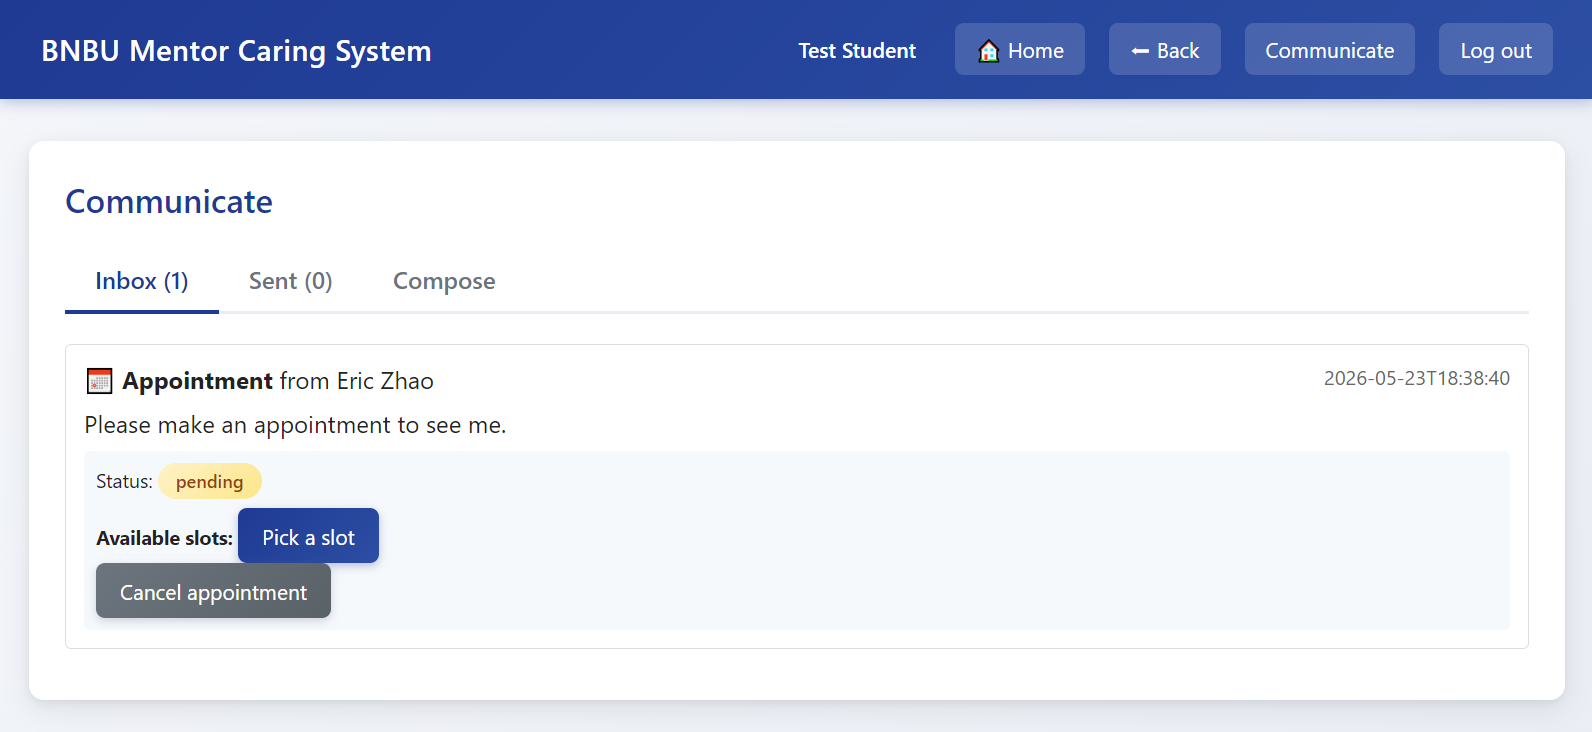 BNBU Mentor Caring System
Test Student
Home
Back
Communicate
Log out
Communicate
Inbox (1)
Sent (0)
Compose
Appointment from Eric Zhao
2026-05-23T18:38:40
Please make an appointment to see me.
Status: pending
Available slots: Pick a slot
Cancel appointment